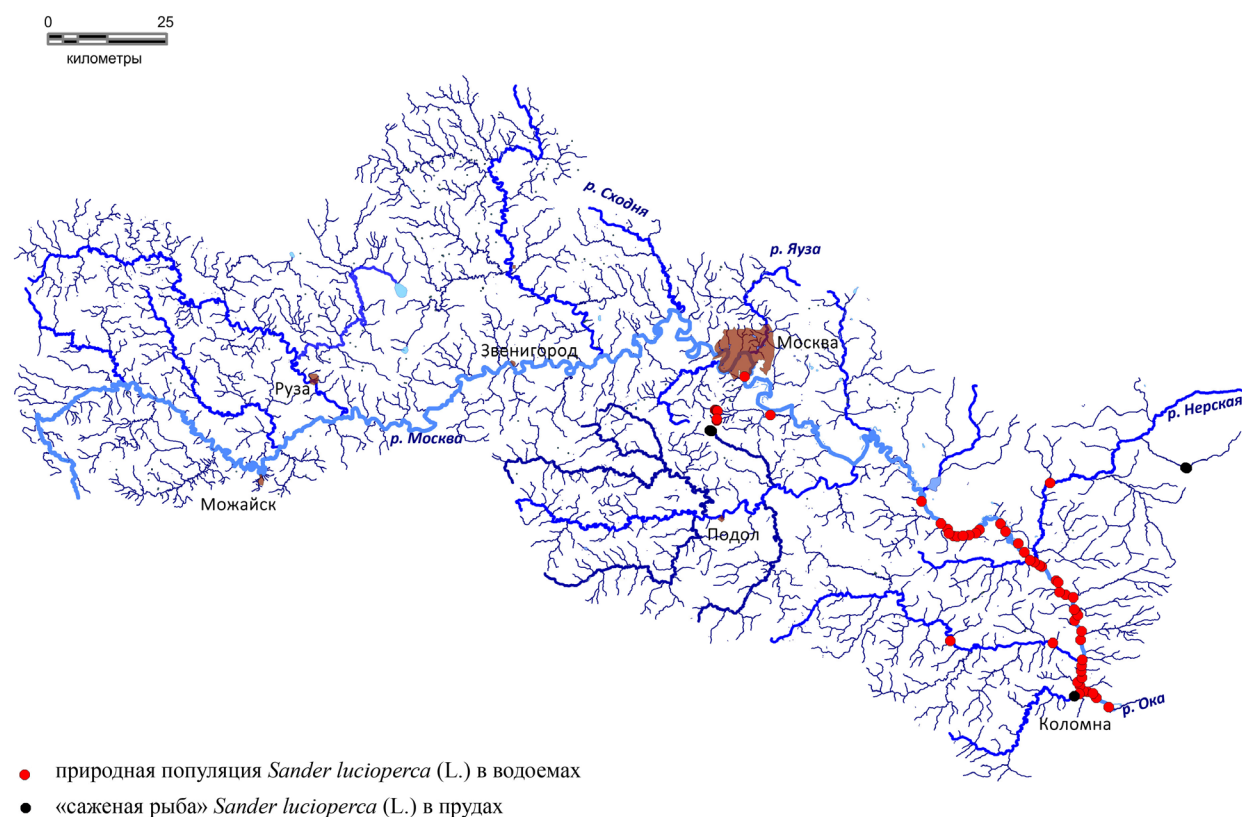 0 25
километры
р. Сходня
р. Яуза
Москва
Звенигород
Руза
р. Москва
р. Нерская
Можайск
Подол
р. Ока
Коломна
природная популяция Sander lucioperca (L.) в водоемах
«саженая рыба» Sander lucioperca (L.) в прудах